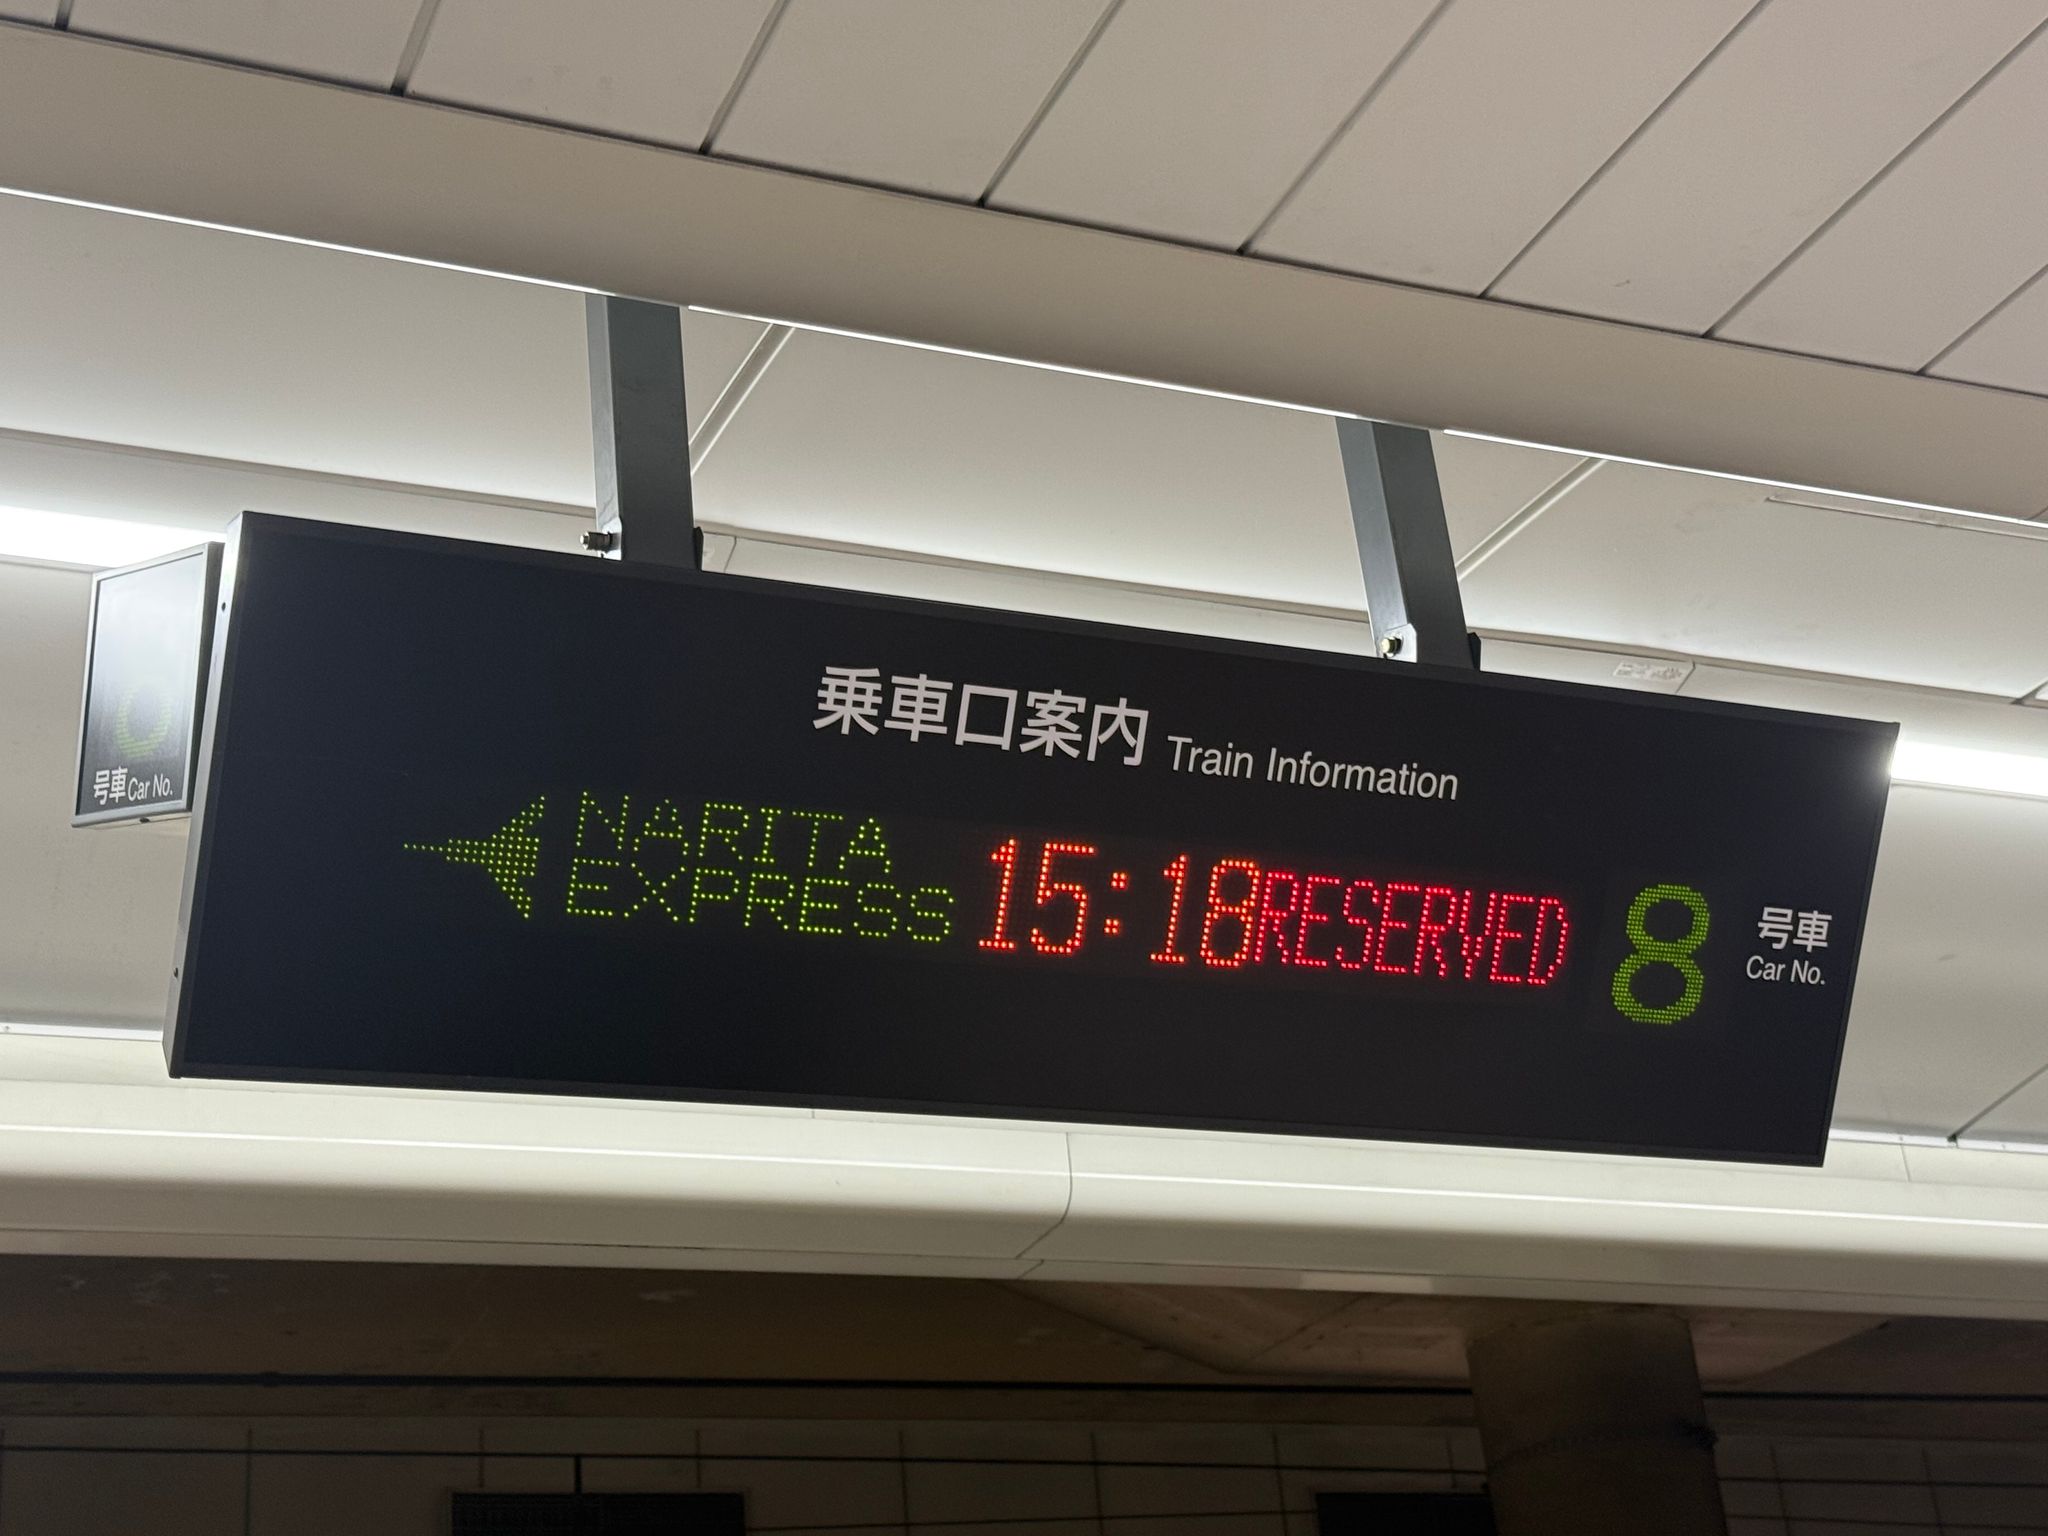 乗車口案内 Train Information
NARITA
EXPRESS
15:18 RESERVED
8
号車
Car No.
号車 Car No.